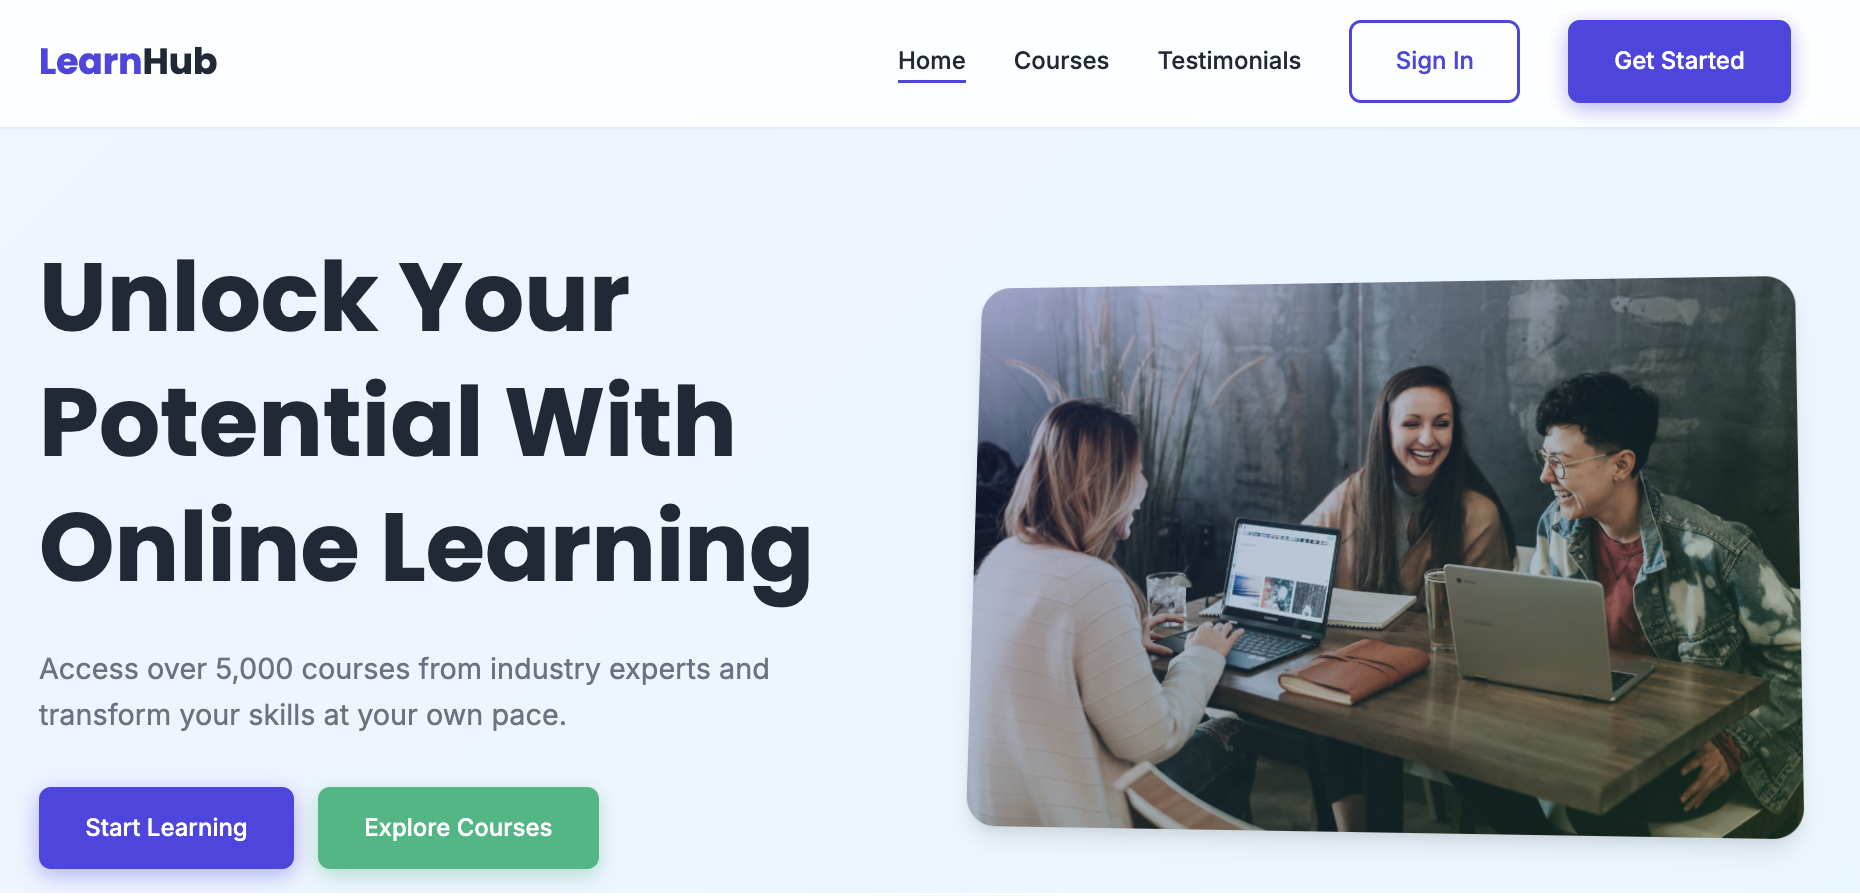 LearnHub
Home
Courses
Testimonials
Sign In
Get Started
Unlock Your
Potential With
Online Learning
Access over 5,000 courses from industry experts and
transform your skills at your own pace.
Start Learning
Explore Courses